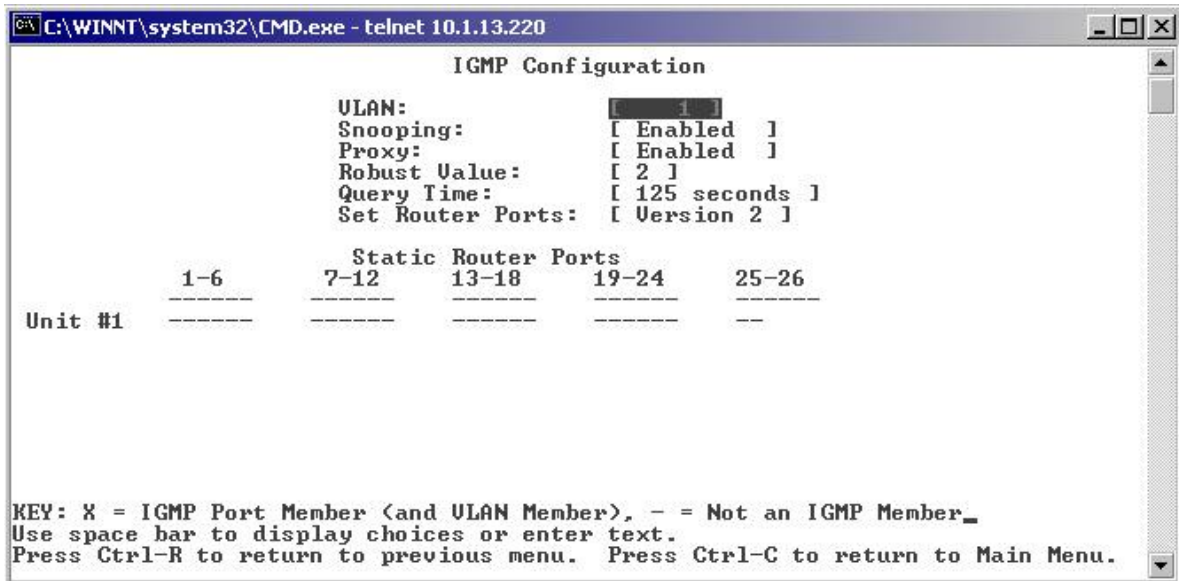 C:\WINNT\system32\CMD.exe - telnet 10.1.13.220
IGMP Configuration
VLAN: [ 1 ]
Snooping: [ Enabled ]
Proxy: [ Enabled ]
Robust Value: [ 2 ]
Query Time: [ 125 seconds ]
Set Router Ports: [ Version 2 ]
Static Router Ports
1-6 7-12 13-18 19-24 25-26
------ ------ ------ ------ ------
Unit #1 ------ ------ ------ ------ --
KEY: X = IGMP Port Member (and VLAN Member), - = Not an IGMP Member_
Use space bar to display choices or enter text.
Press Ctrl-R to return to previous menu. Press Ctrl-C to return to Main Menu.